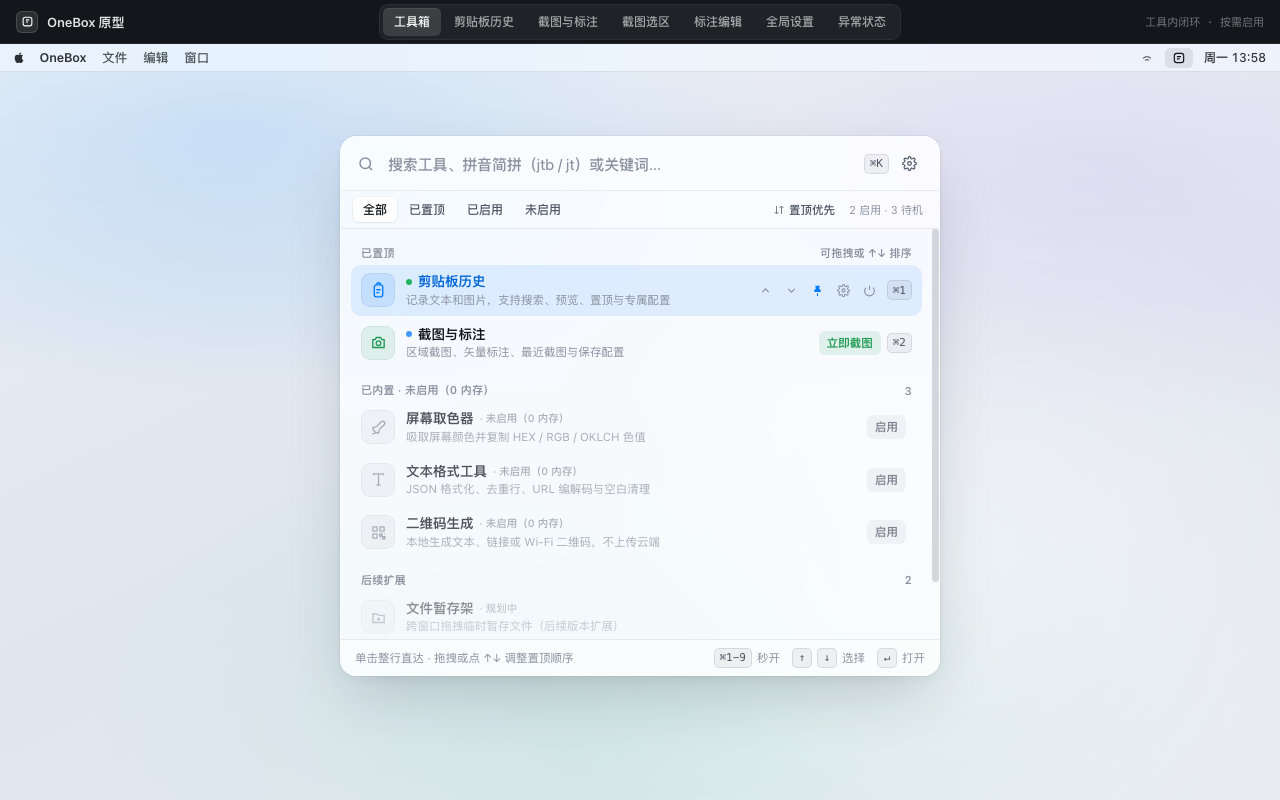 OneBox 原型
工具箱 剪贴板历史 截图与标注 截图选区 标注编辑 全局设置 异常状态
工具内闭环 · 按需启用
OneBox 文件 编辑 窗口
周一 13:58
搜索工具、拼音简拼（jtb / jt）或关键词... ⌘K
全部 已置顶 已启用 未启用 置顶优先 2 启用 · 3 待机
已置顶 可拖拽或 ↑↓ 排序
剪贴板历史 ⌘1
记录文本和图片，支持搜索、预览、置顶与专属配置
截图与标注 立即截图 ⌘2
区域截图、矢量标注、最近截图与保存配置
已内置 · 未启用（0 内存） 3
屏幕取色器 · 未启用（0 内存） 启用
吸取屏幕颜色并复制 HEX / RGB / OKLCH 色值
文本格式工具 · 未启用（0 内存） 启用
JSON 格式化、去重行、URL 编解码与空白清理
二维码生成 · 未启用（0 内存） 启用
本地生成文本、链接或 Wi-Fi 二维码，不上传云端
后续扩展 2
文件暂存架 · 规划中
跨窗口拖拽临时暂存文件（后续版本扩展）
单击整行直达 · 拖拽或点 ↑↓ 调整置顶顺序 ⌘1–9 秒开 ↑ ↓ 选择 ↵ 打开